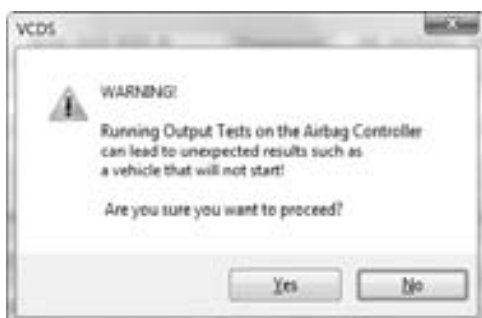 VCDS
WARNING!
Running Output Tests on the Airbag Controller
can lead to unexpected results such as
a vehicle that will not start!
Are you sure you want to proceed?
Yes
No